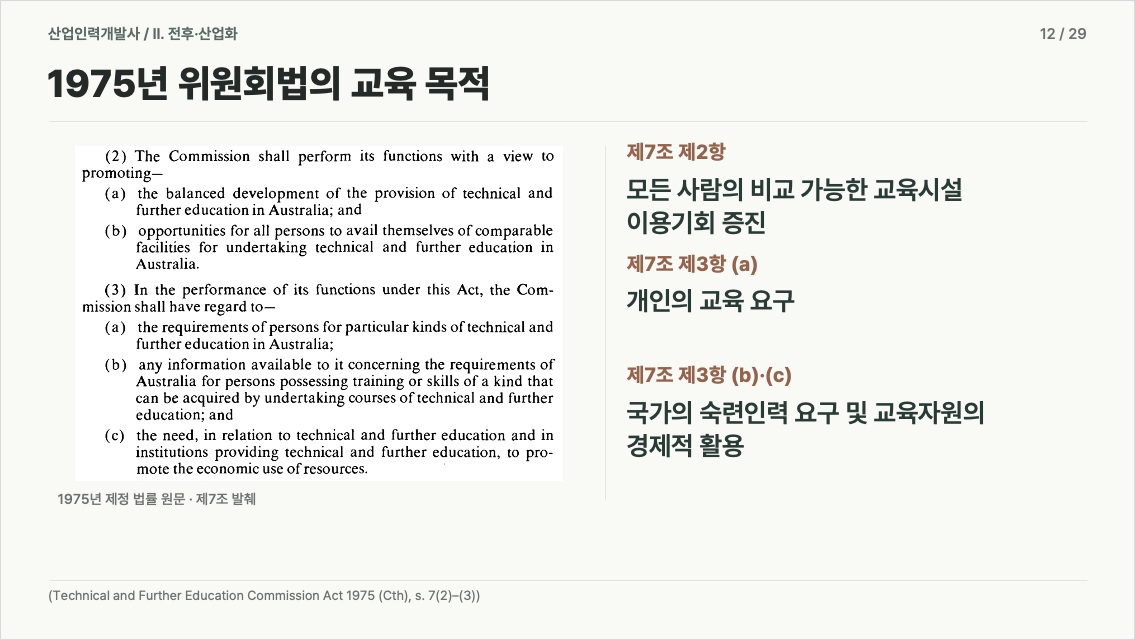 산업인력개발사 / II. 전후·산업화
12 / 29
1975년 위원회법의 교육 목적
(2) The Commission shall perform its functions with a view to
promoting—
(a) the balanced development of the provision of technical and
further education in Australia; and
(b) opportunities for all persons to avail themselves of comparable
facilities for undertaking technical and further education in
Australia.
(3) In the performance of its functions under this Act, the Com-
mission shall have regard to—
(a) the requirements of persons for particular kinds of technical and
further education in Australia;
(b) any information available to it concerning the requirements of
Australia for persons possessing training or skills of a kind that
can be acquired by undertaking courses of technical and further
education; and
(c) the need, in relation to technical and further education and in
institutions providing technical and further education, to pro-
mote the economic use of resources.
1975년 제정 법률 원문 · 제7조 발췌
제7조 제2항
모든 사람의 비교 가능한 교육시설
이용기회 증진
제7조 제3항 (a)
개인의 교육 요구
제7조 제3항 (b)·(c)
국가의 숙련인력 요구 및 교육자원의
경제적 활용
(Technical and Further Education Commission Act 1975 (Cth), s. 7(2)–(3))